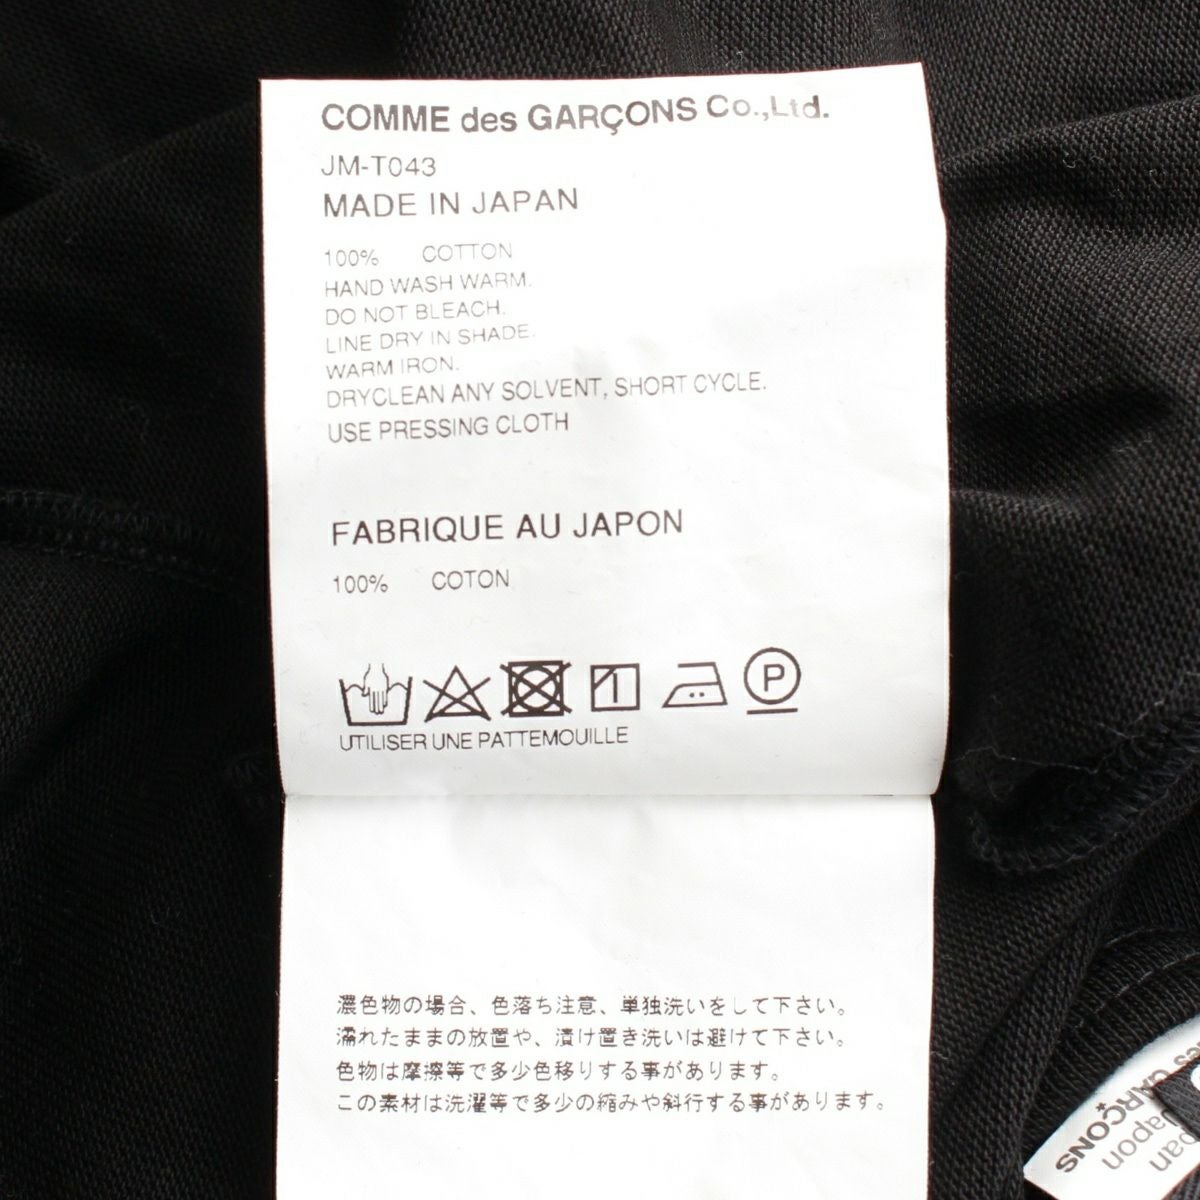 COMME des GARÇONS Co.,Ltd.
JM-T043
MADE IN JAPAN
100% COTTON
HAND WASH WARM.
DO NOT BLEACH.
LINE DRY IN SHADE.
WARM IRON.
DRYCLEAN ANY SOLVENT, SHORT CYCLE.
USE PRESSING CLOTH
FABRIQUE AU JAPON
100% COTON
P
UTILISER UNE PATTEMOUILLE
濃色物の場合、色落ち注意、単独洗いをして下さい。
濡れたままの放置や、漬け置き洗いは避けて下さい。
色物は摩擦等で多少色移りする事があります。
この素材は洗濯等で多少の縮みや斜行する事があります。
GARÇONS
Japon